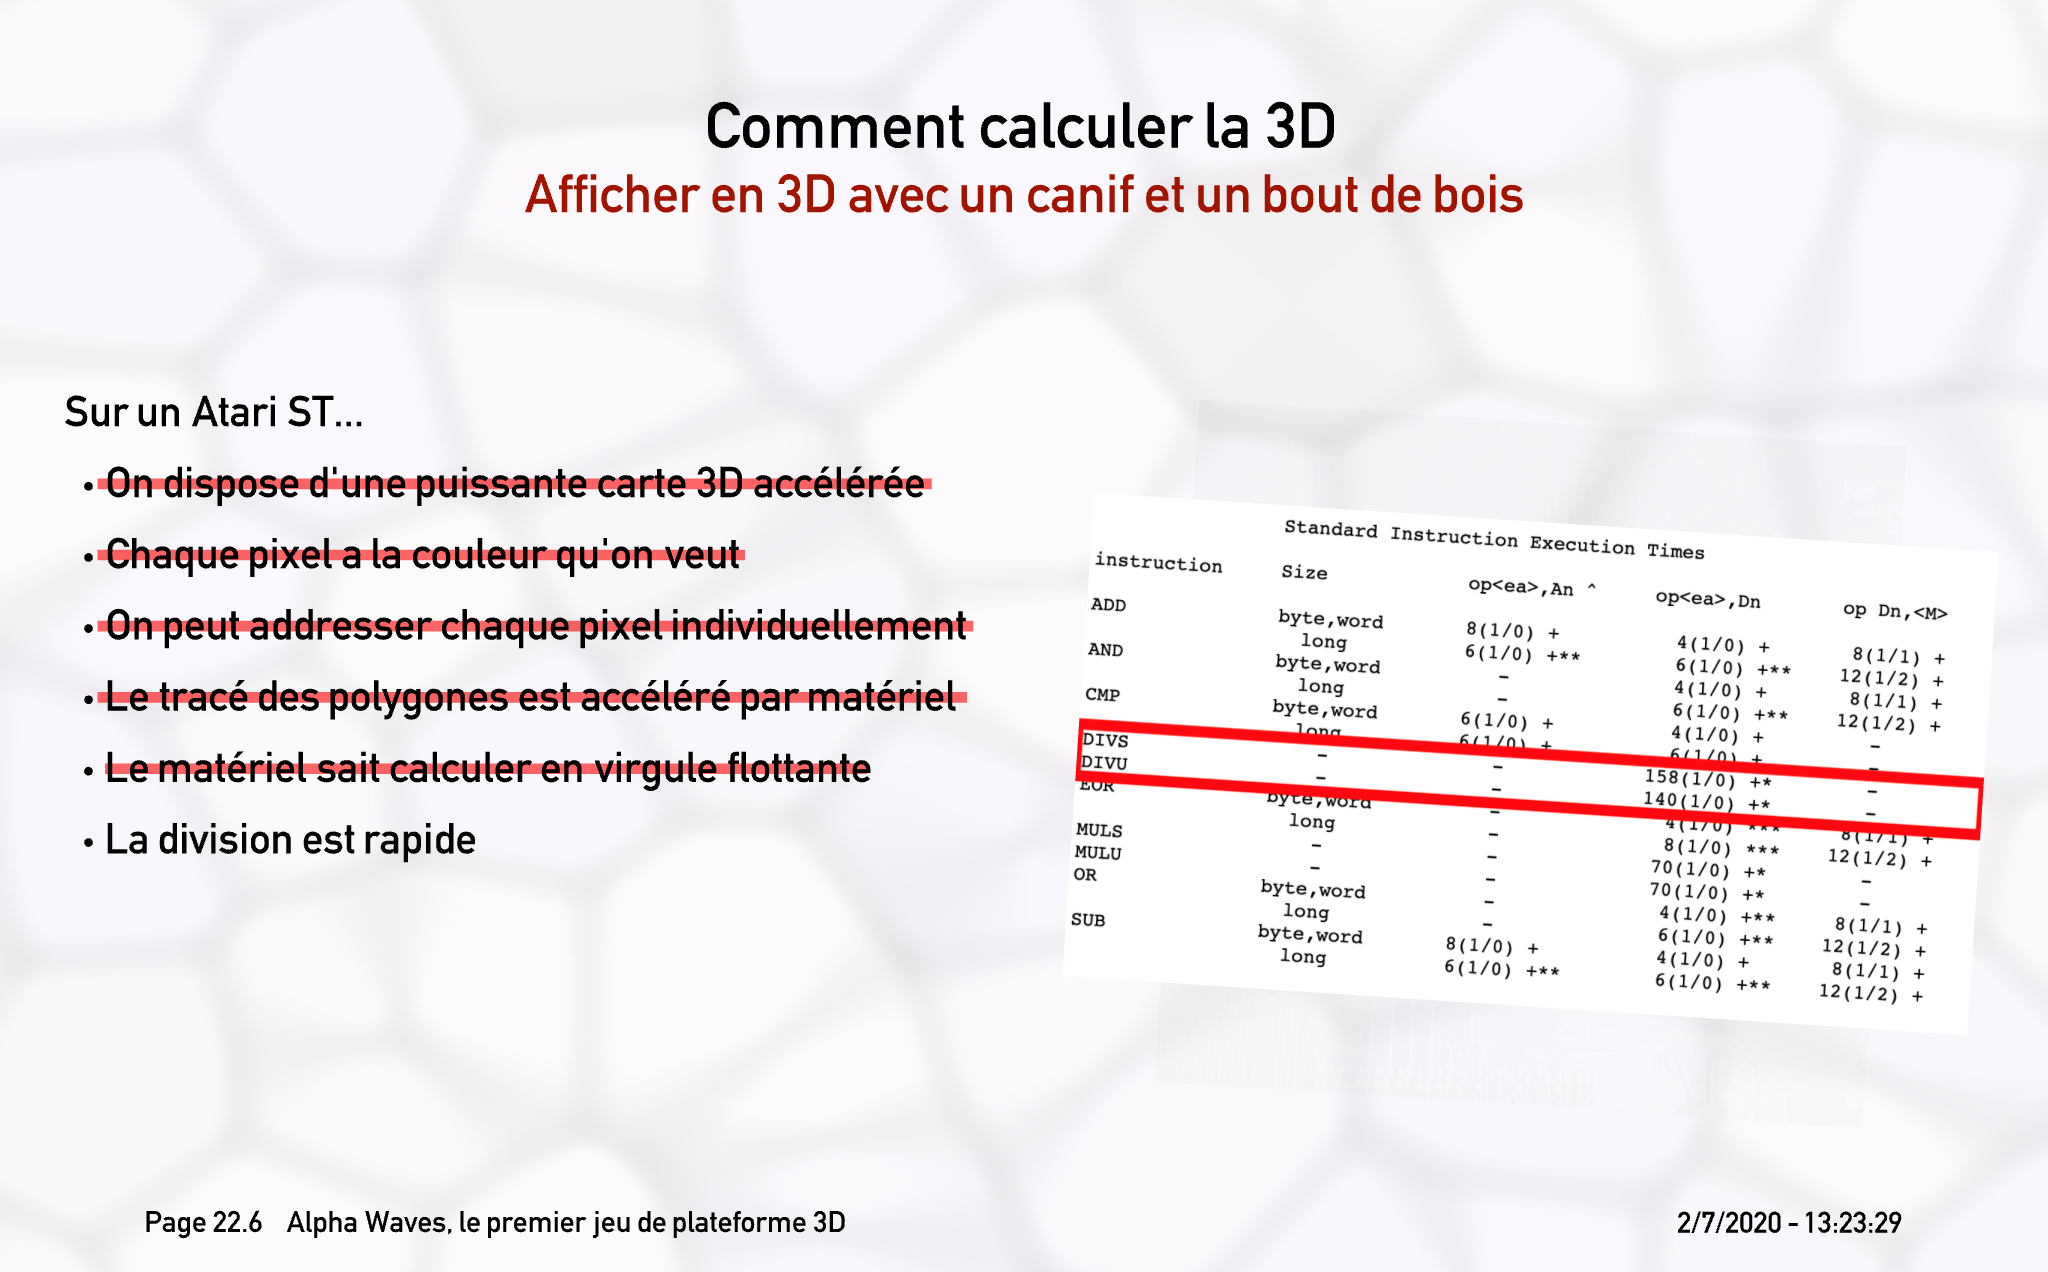 Comment calculer la 3D
Afficher en 3D avec un canif et un bout de bois
Sur un Atari ST...
• On dispose d'une puissante carte 3D accélérée
• Chaque pixel a la couleur qu'on veut
• On peut addresser chaque pixel individuellement
• Le tracé des polygones est accéléré par matériel
• Le matériel sait calculer en virgule flottante
• La division est rapide
Standard Instruction Execution Times
instruction Size op<ea>,An ^ op<ea>,Dn op Dn,<M>
ADD byte,word 8(1/0) + 4(1/0) + 8(1/1) +
long 6(1/0) +** 6(1/0) +** 12(1/2) +
AND byte,word - 4(1/0) + 8(1/1) +
long - 6(1/0) +** 12(1/2) +
CMP byte,word 6(1/0) + 4(1/0) + -
long 6(1/0) + 6(1/0) + -
DIVS - - 158(1/0) +* -
DIVU - - 140(1/0) +* -
EOR byte,word - 4(1/0) *** 8(1/1) +
long - 8(1/0) *** 12(1/2) +
MULS - - 70(1/0) +* -
MULU - - 70(1/0) +* -
OR byte,word - 4(1/0) +** 8(1/1) +
long - 6(1/0) +** 12(1/2) +
SUB byte,word 8(1/0) + 4(1/0) + 8(1/1) +
long 6(1/0) +** 6(1/0) +** 12(1/2) +
Page 22.6 Alpha Waves, le premier jeu de plateforme 3D
2/7/2020 - 13:23:29